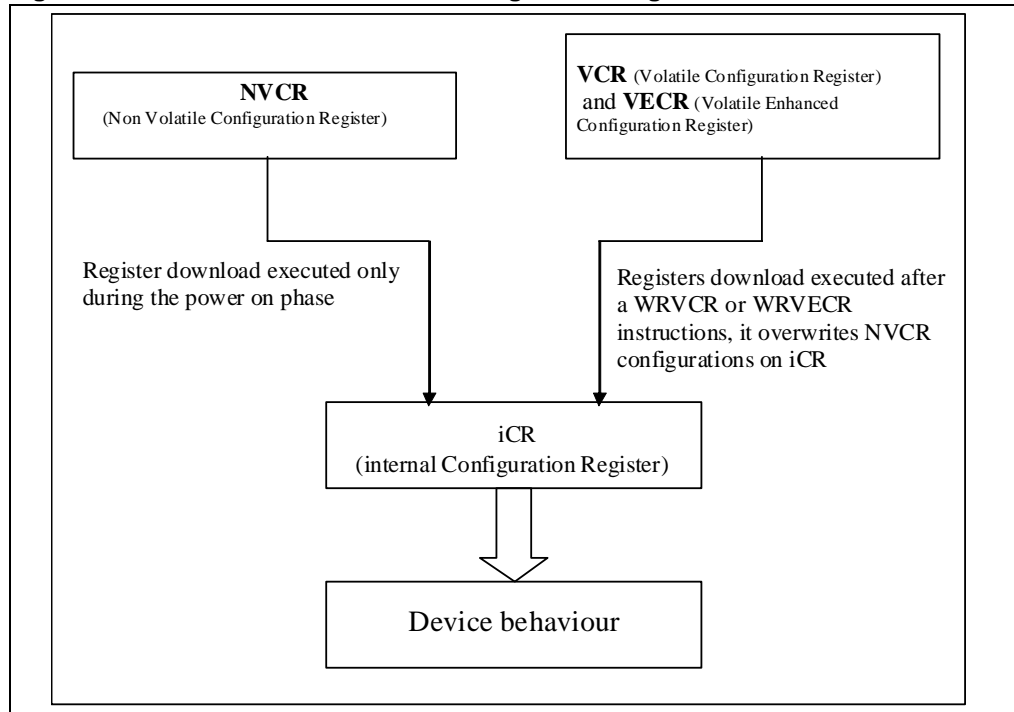 NVCR
(Non Volatile Configuration Register)
VCR (Volatile Configuration Register)
and VECR (Volatile Enhanced
Configuration Register)
Register download executed only
during the power on phase
Registers download executed after
a WRVCR or WRVECR
instructions, it overwrites NVCR
configurations on iCR
iCR
(internal Configuration Register)
Device behaviour